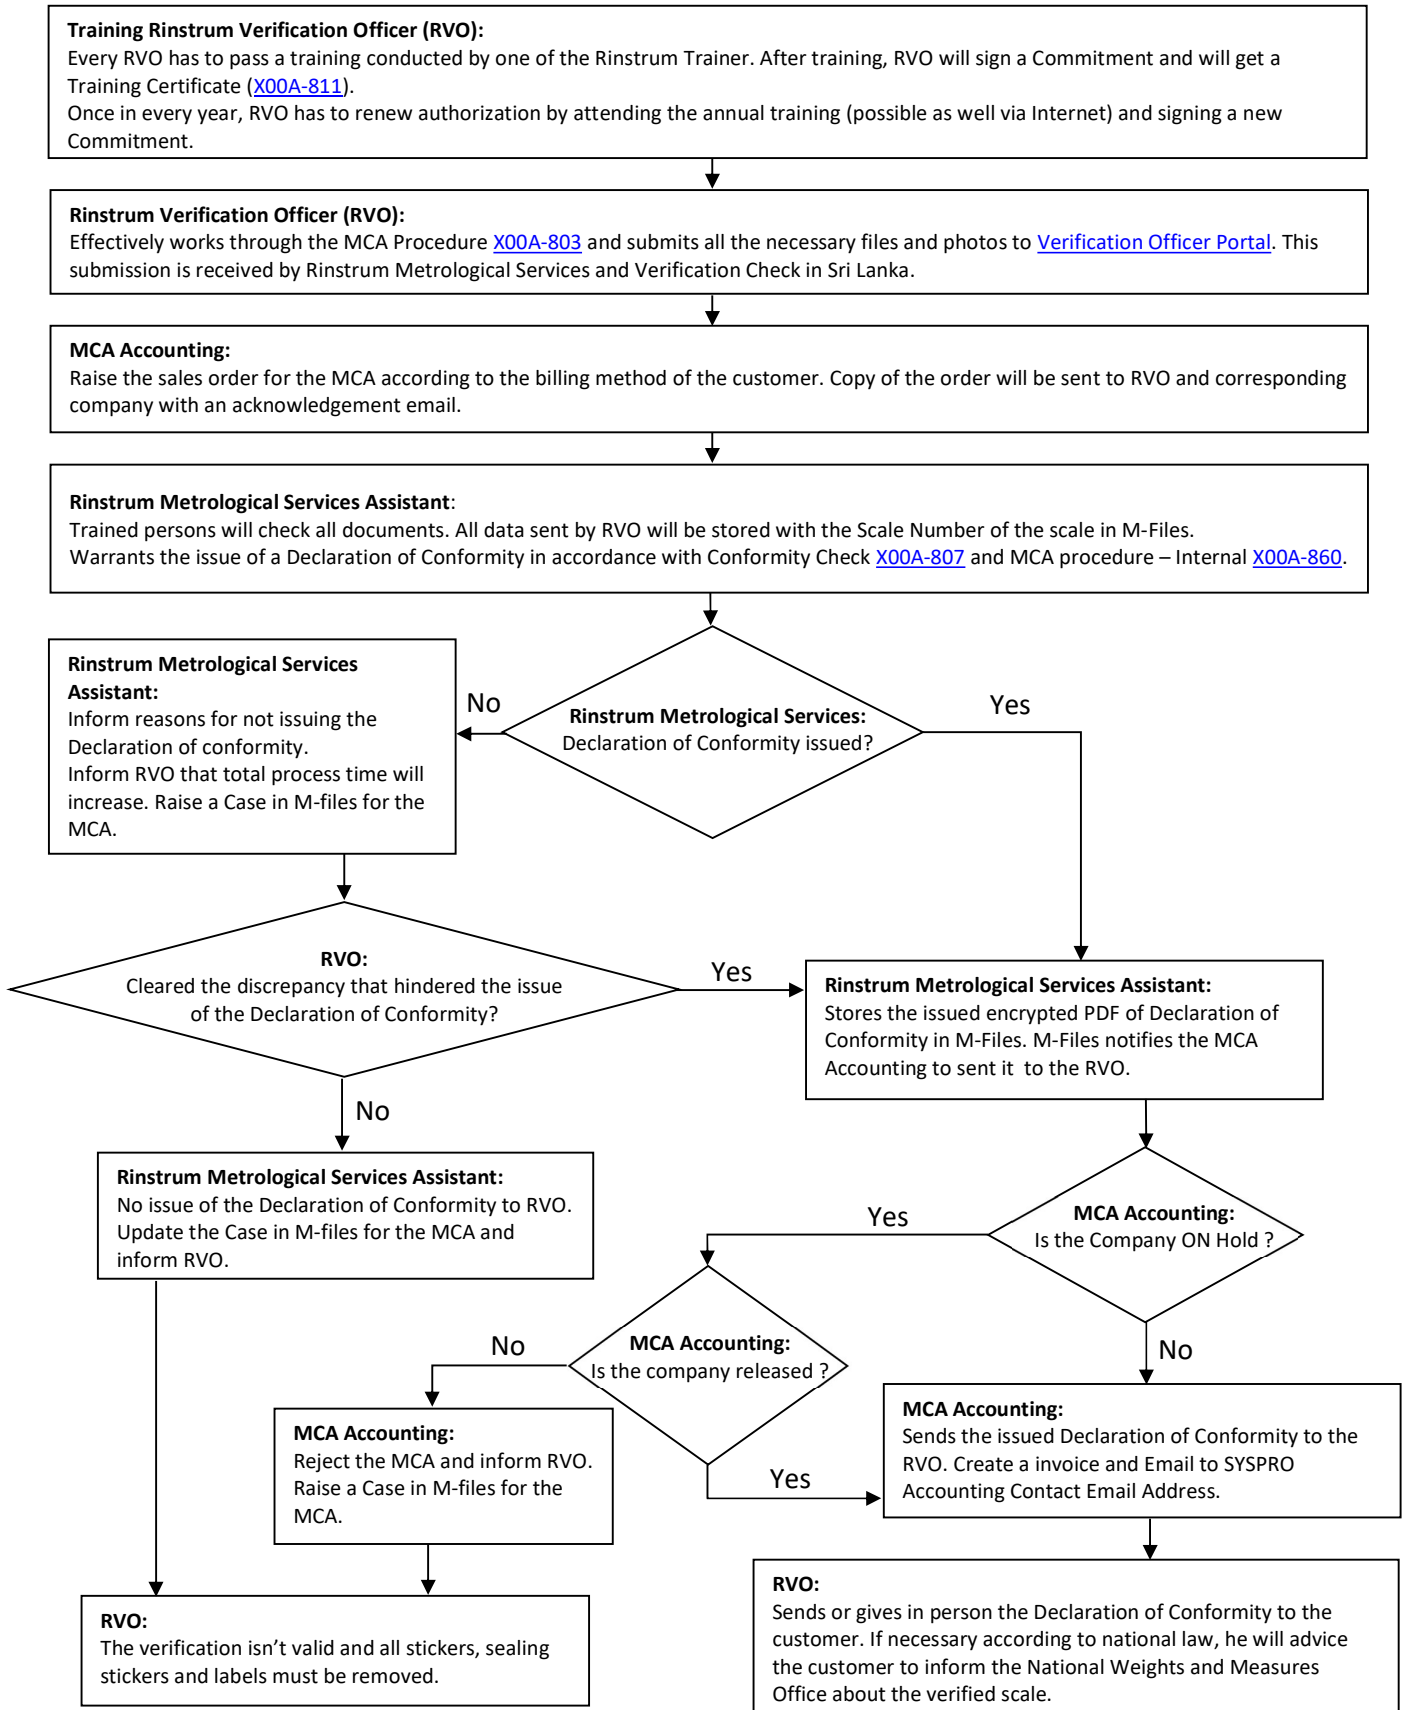 Training Rinstrum Verification Officer (RVO):
Every RVO has to pass a training conducted by one of the Rinstrum Trainer. After training, RVO will sign a Commitment and will get a
Training Certificate (X00A-811).
Once in every year, RVO has to renew authorization by attending the annual training (possible as well via Internet) and signing a new
Commitment.
Rinstrum Verification Officer (RVO):
Effectively works through the MCA Procedure X00A-803 and submits all the necessary files and photos to Verification Officer Portal. This
submission is received by Rinstrum Metrological Services and Verification Check in Sri Lanka.
MCA Accounting:
Raise the sales order for the MCA according to the billing method of the customer. Copy of the order will be sent to RVO and corresponding
company with an acknowledgement email.
Rinstrum Metrological Services Assistant:
Trained persons will check all documents. All data sent by RVO will be stored with the Scale Number of the scale in M-Files.
Warrants the issue of a Declaration of Conformity in accordance with Conformity Check X00A-807 and MCA procedure – Internal X00A-860.
Rinstrum Metrological Services:
Declaration of Conformity issued?
No
Yes
Rinstrum Metrological Services
Assistant:
Inform reasons for not issuing the
Declaration of conformity.
Inform RVO that total process time will
increase. Raise a Case in M-files for the
MCA.
RVO:
Cleared the discrepancy that hindered the issue
of the Declaration of Conformity?
Yes
No
Rinstrum Metrological Services Assistant:
Stores the issued encrypted PDF of Declaration of
Conformity in M-Files. M-Files notifies the MCA
Accounting to sent it to the RVO.
Rinstrum Metrological Services Assistant:
No issue of the Declaration of Conformity to RVO.
Update the Case in M-files for the MCA and
inform RVO.
MCA Accounting:
Is the Company ON Hold ?
Yes
No
MCA Accounting:
Is the company released ?
No
Yes
MCA Accounting:
Reject the MCA and inform RVO.
Raise a Case in M-files for the
MCA.
MCA Accounting:
Sends the issued Declaration of Conformity to the
RVO. Create a invoice and Email to SYSPRO
Accounting Contact Email Address.
RVO:
The verification isn't valid and all stickers, sealing
stickers and labels must be removed.
RVO:
Sends or gives in person the Declaration of Conformity to the
customer. If necessary according to national law, he will advice
the customer to inform the National Weights and Measures
Office about the verified scale.